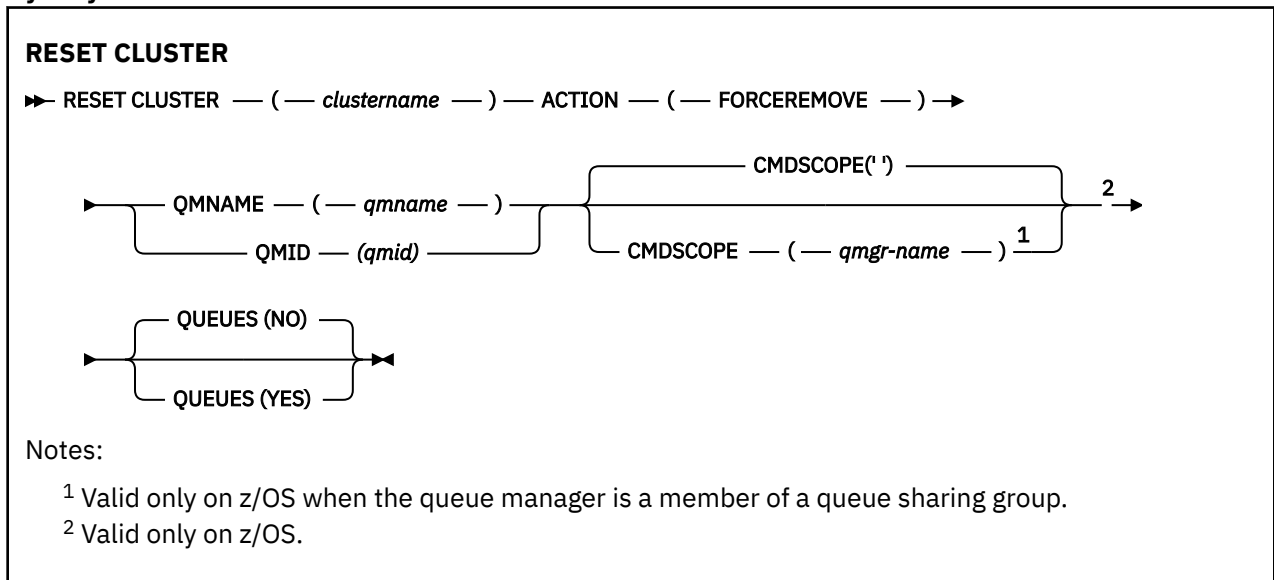 RESET CLUSTER
RESET CLUSTER — ( — clustername — ) — ACTION — ( — FORCEREMOVE — )
CMDSCOPE(' ')
QMNAME — ( — qmname — )
2
QMID — (qmid)
CMDSCOPE — ( — qmgr-name — ) 1
QUEUES (NO)
QUEUES (YES)
Notes:
1 Valid only on z/OS when the queue manager is a member of a queue sharing group.
2 Valid only on z/OS.